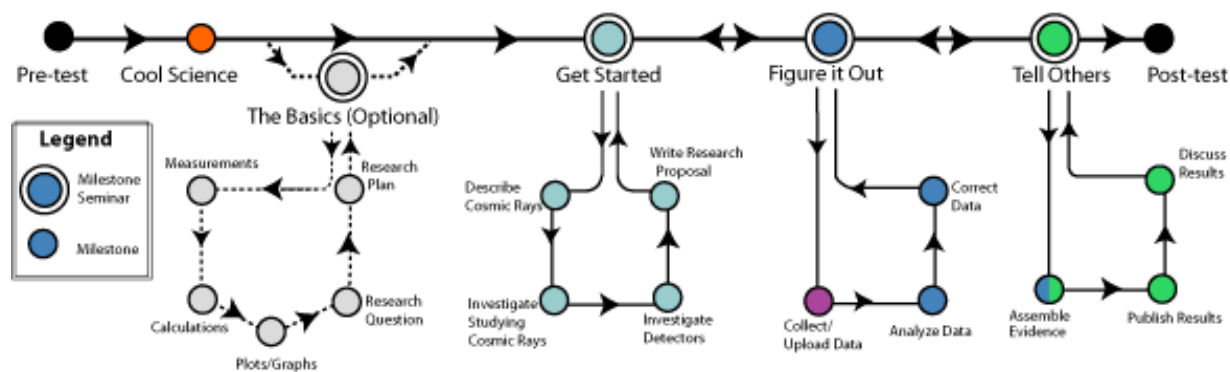 Pre-test
Cool Science
The Basics (Optional)
Get Started
Figure it Out
Tell Others
Post-test
Legend
Milestone
Seminar
Milestone
Measurements
Research
Plan
Calculations
Plots/Graphs
Research
Question
Describe
Cosmic Rays
Write Research
Proposal
Investigate
Studying
Cosmic Rays
Investigate
Detectors
Correct
Data
Collect/
Upload Data
Analyze Data
Discuss
Results
Assemble
Evidence
Publish Results